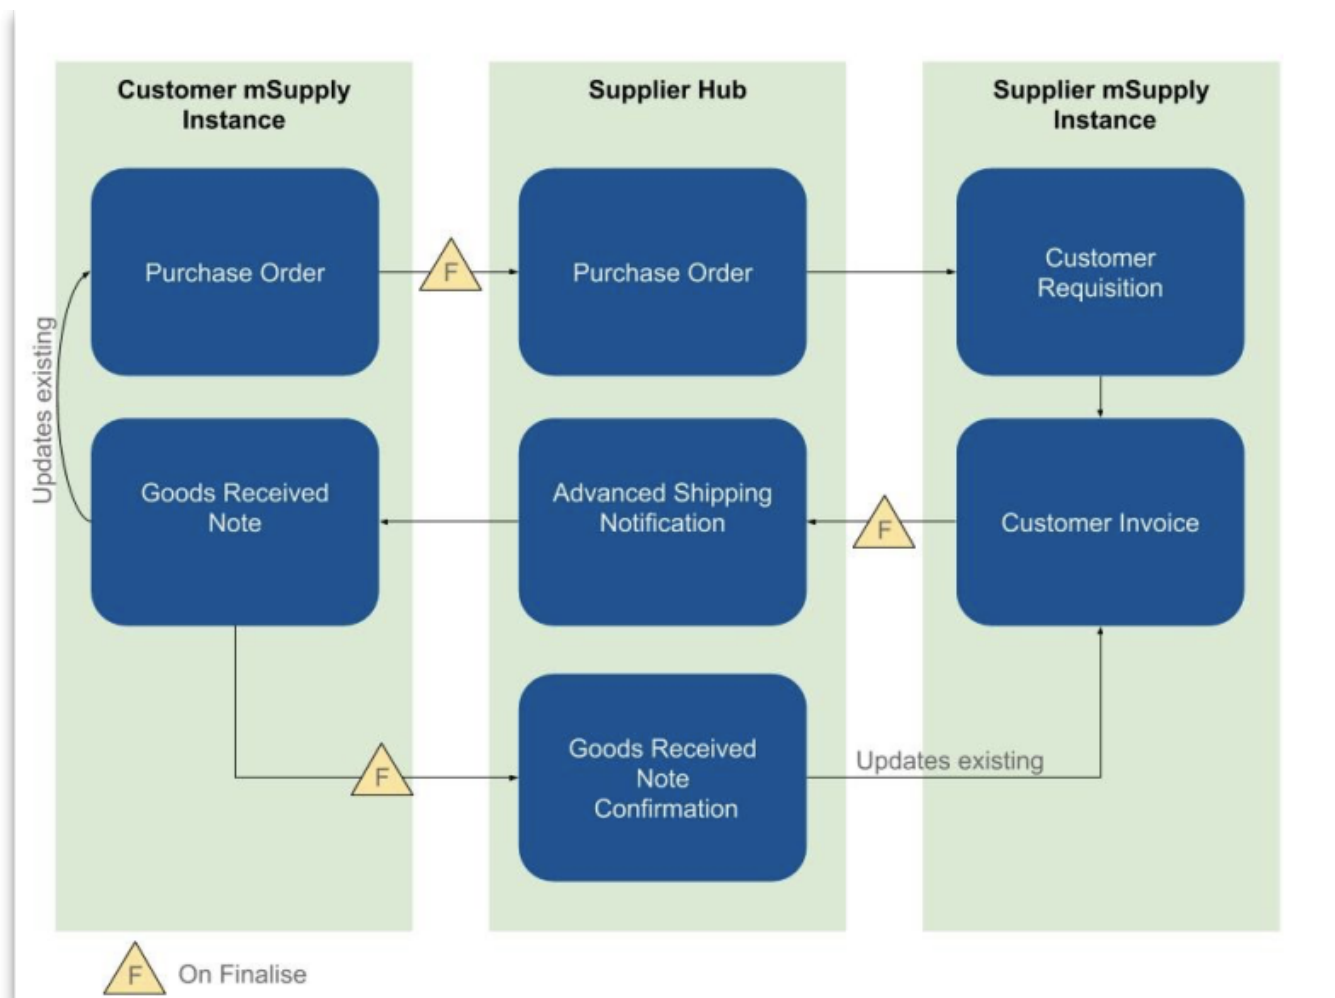 Customer mSupply
Instance
Supplier Hub
Supplier mSupply
Instance
Purchase Order
F
Purchase Order
Customer
Requisition
Updates existing
Goods Received
Note
Advanced Shipping
Notification
F
Customer Invoice
F
Goods Received
Note
Confirmation
Updates existing
F
On Finalise